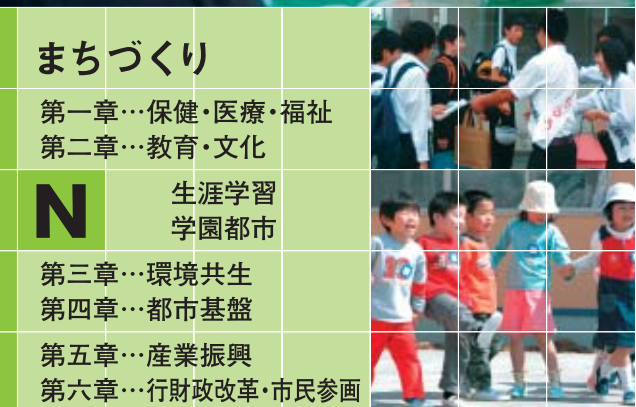 まちづくり
第一章…保健・医療・福祉
第二章…教育・文化
N
生涯学習
学園都市
第三章…環境共生
第四章…都市基盤
第五章…産業振興
第六章…行財政改革・市民参画